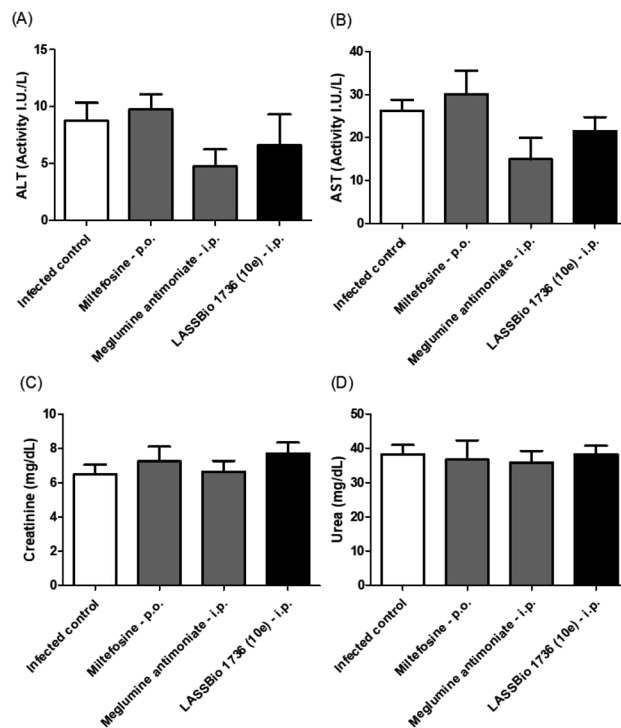 (A)
ALT (Activity I.U./L)
15
10
5
0
Infected control
Miltefosine - p.o.
Meglumine antimoniate - i.p.
LASSBio 1736 (10e) - i.p.
(B)
AST (Activity I.U./L)
40
30
20
10
0
Infected control
Miltefosine - p.o.
Meglumine antimoniate - i.p.
LASSBio 1736 (10e) - i.p.
(C)
Creatinine (mg/dL)
8
6
4
2
0
Infected control
Miltefosine - p.o.
Meglumine antimoniate - i.p.
LASSBio 1736 (10e) - i.p.
(D)
Urea (mg/dL)
50
40
30
20
10
0
Infected control
Miltefosine - p.o.
Meglumine antimoniate - i.p.
LASSBio 1736 (10e) - i.p.